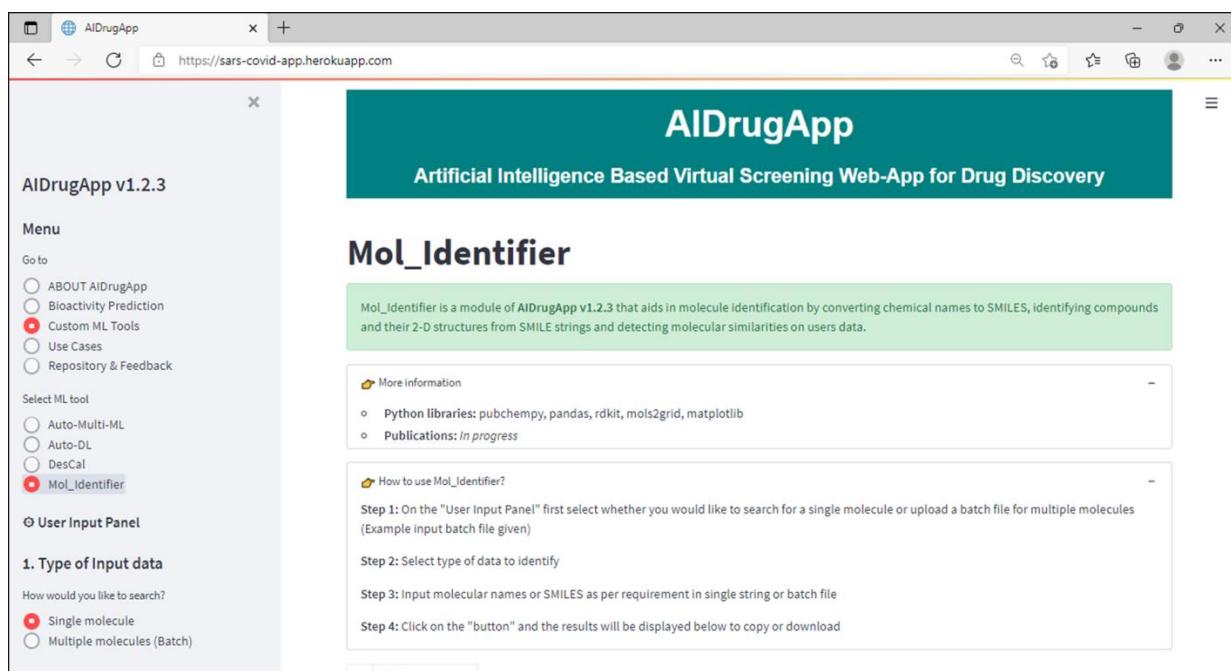 AIDrugApp
https://sars-covid-app.herokuapp.com
AIDrugApp v1.2.3
Menu
Go to
ABOUT AIDrugApp
Bioactivity Prediction
Custom ML Tools
Use Cases
Repository & Feedback
Select ML tool
Auto-Multi-ML
Auto-DL
DesCal
Mol_Identifier
User Input Panel
1. Type of Input data
How would you like to search?
Single molecule
Multiple molecules (Batch)
AIDrugApp
Artificial Intelligence Based Virtual Screening Web-App for Drug Discovery
Mol_Identifier
Mol_Identifier is a module of AIDrugApp v1.2.3 that aids in molecule identification by converting chemical names to SMILES, identifying compounds
and their 2-D structures from SMILE strings and detecting molecular similarities on users data.
More information
Python libraries: pubchempy, pandas, rdkit, mols2grid, matplotlib
Publications: In progress
How to use Mol_Identifier?
Step 1: On the "User Input Panel" first select whether you would like to search for a single molecule or upload a batch file for multiple molecules
(Example input batch file given)
Step 2: Select type of data to identify
Step 3: Input molecular names or SMILES as per requirement in single string or batch file
Step 4: Click on the "button" and the results will be displayed below to copy or download